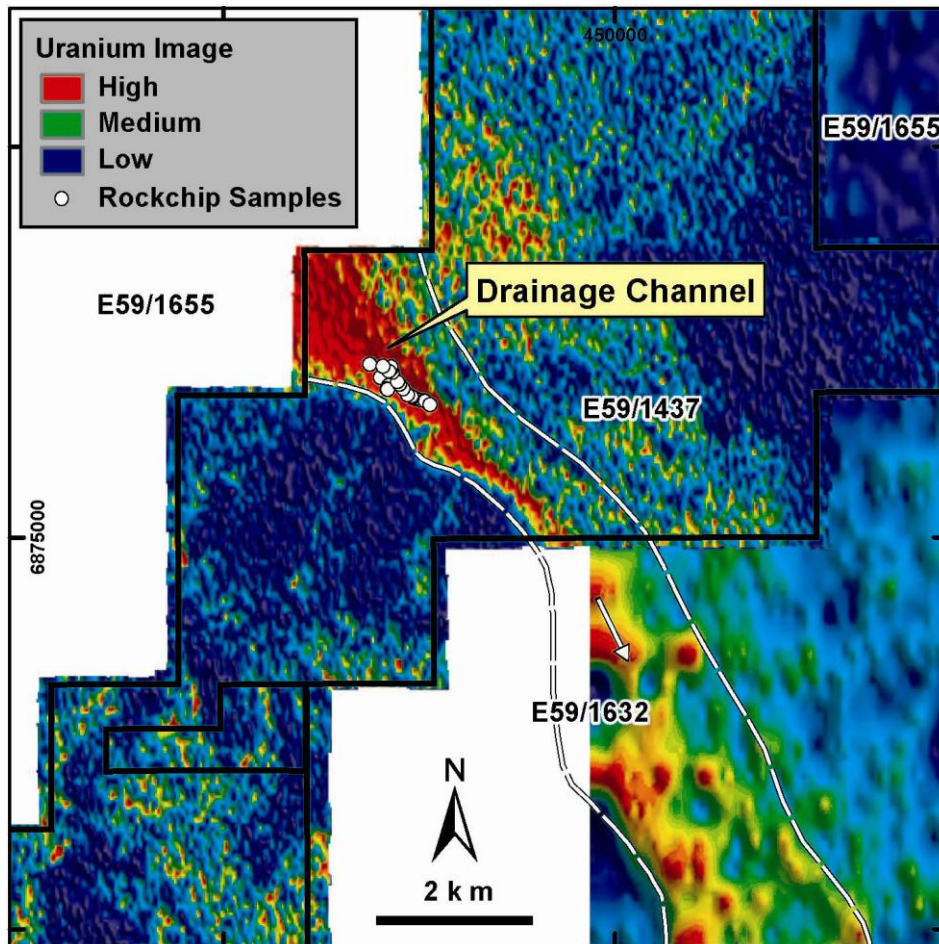 Uranium Image
High
Medium
Low
Rockchip Samples
450000
E59/1655
E59/1655
Drainage Channel
E59/1437
6875000
E59/1632
N
2 k m